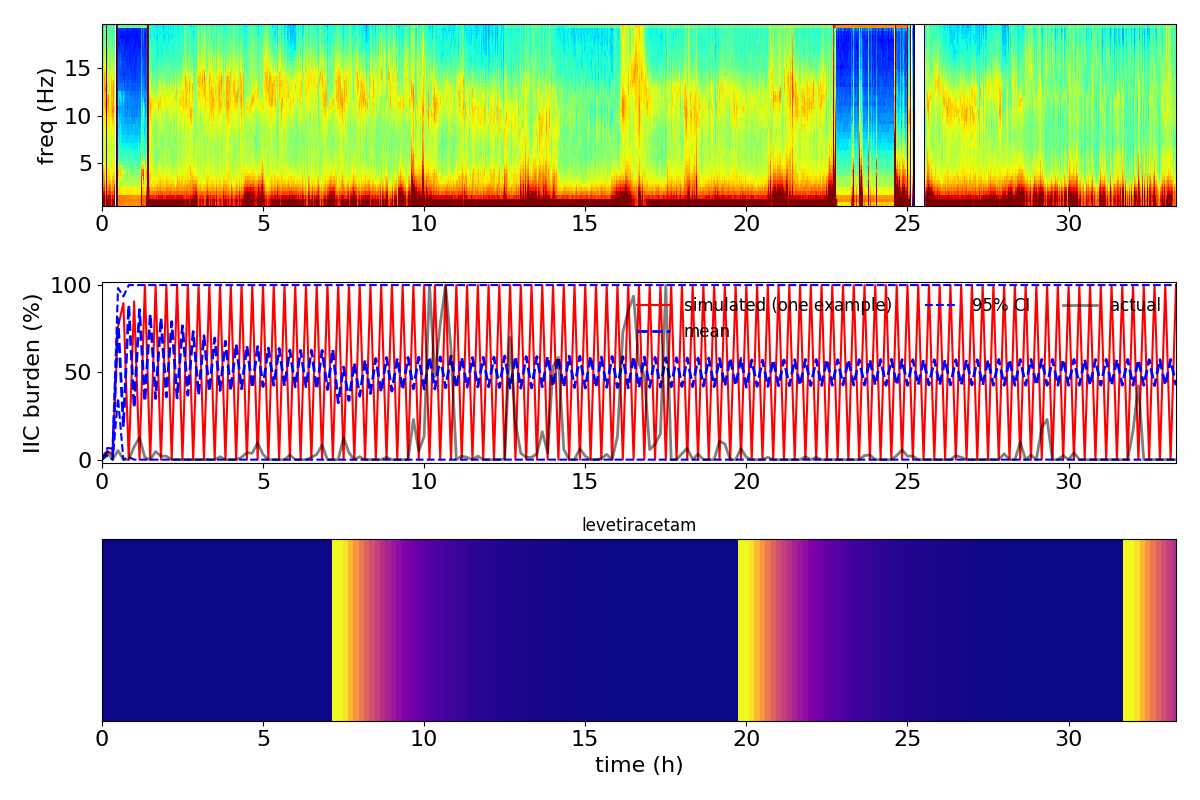 freq (Hz)
15
10
5
0 5 10 15 20 25 30
IIC burden (%)
100
50
0
simulated (one example) 95% CI actual
mean
0 5 10 15 20 25 30
levetiracetam
0 5 10 15 20 25 30
time (h)